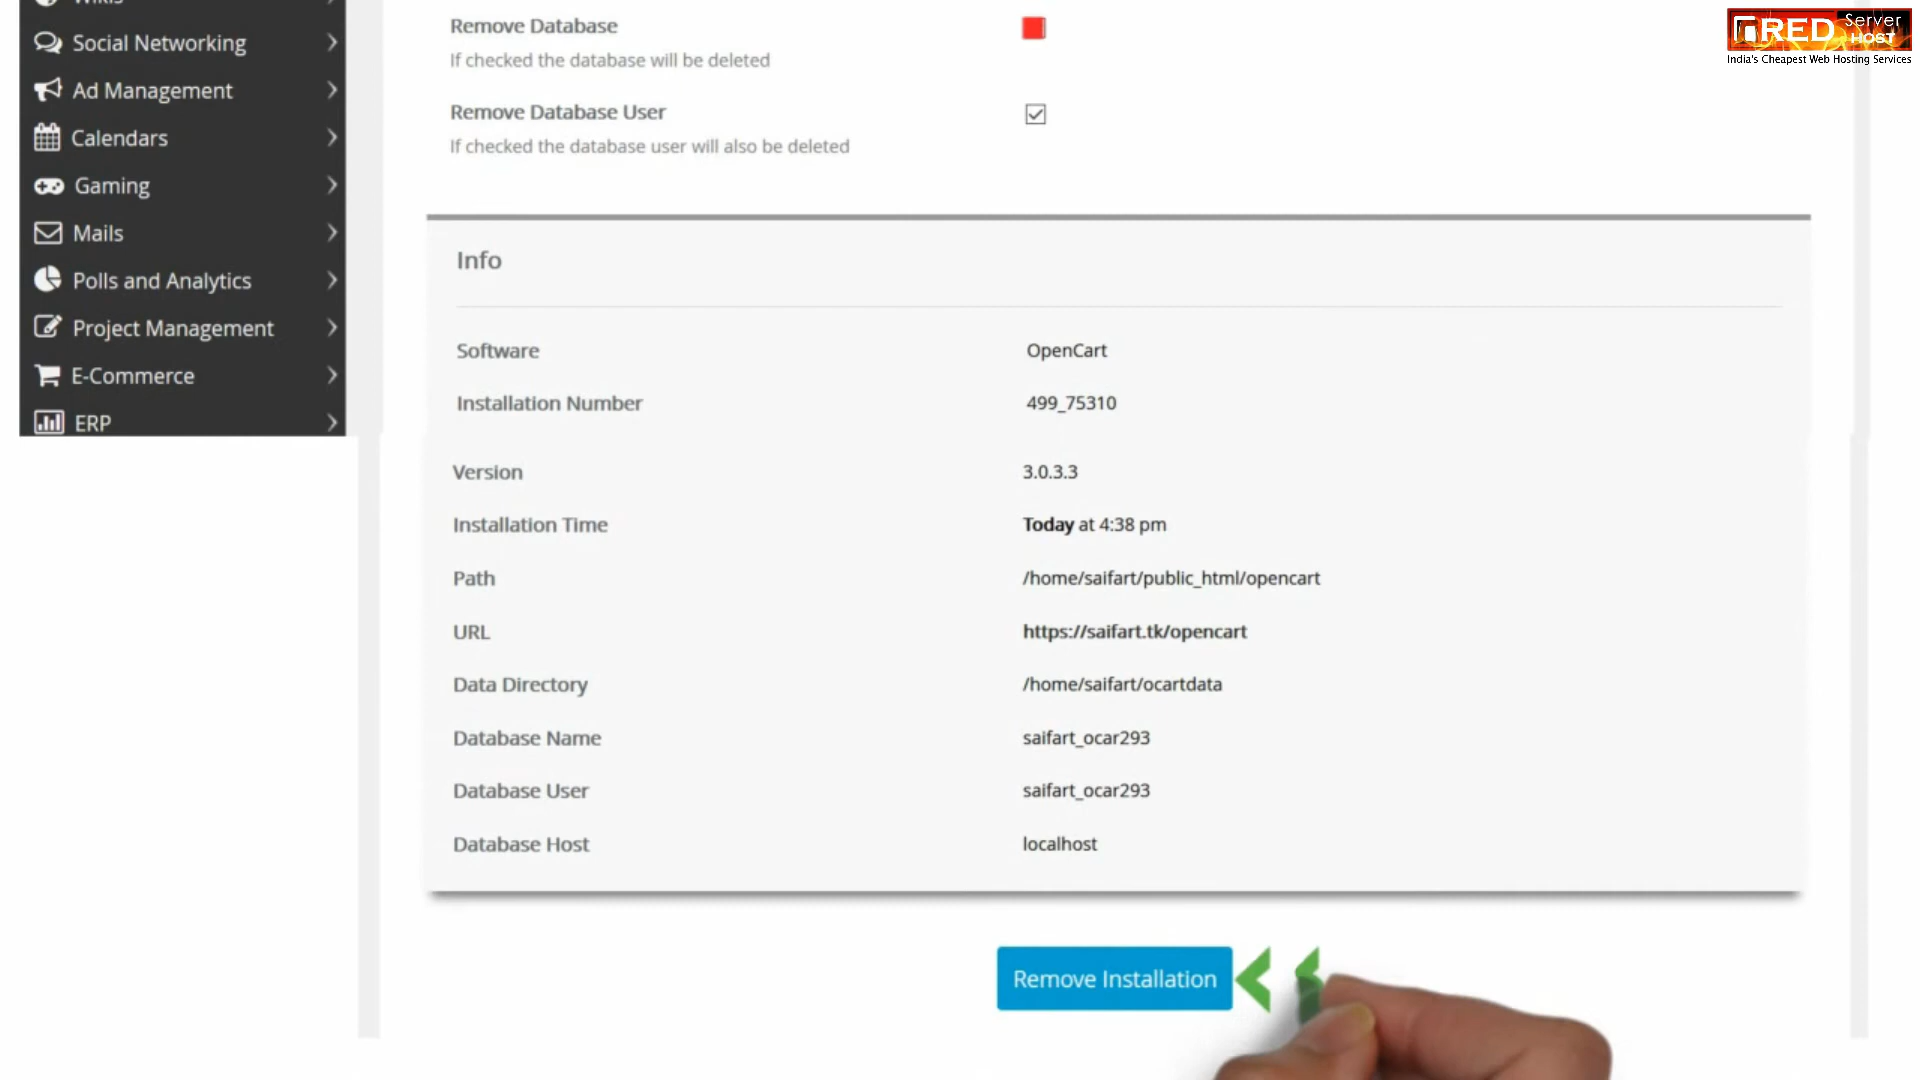 Social Networking
Ad Management
Calendars
Gaming
Mails
Polls and Analytics
Project Management
E-Commerce
ERP
Remove Database
If checked the database will be deleted
Remove Database User
If checked the database user will also be deleted
Info
Software OpenCart
Installation Number 499_75310
Version 3.0.3.3
Installation Time Today at 4:38 pm
Path /home/saifart/public_html/opencart
URL https://saifart.tk/opencart
Data Directory /home/saifart/ocartdata
Database Name saifart_ocar293
Database User saifart_ocar293
Database Host localhost
Remove Installation
RED Server
HOST
India's Cheapest Web Hosting Services